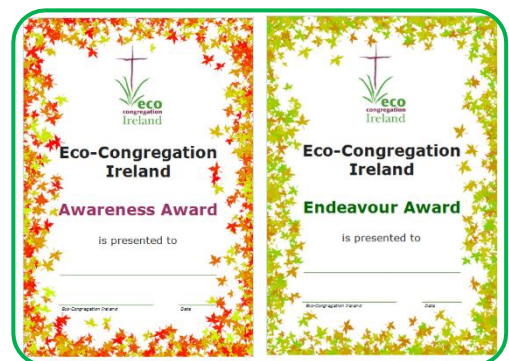 eco
congregation
Ireland
Eco-Congregation
Ireland
Awareness Award
is presented to
Eco-Congregation Ireland
Date
eco
congregation
Ireland
Eco-Congregation
Ireland
Endeavour Award
is presented to
Eco-Congregation Ireland
Date